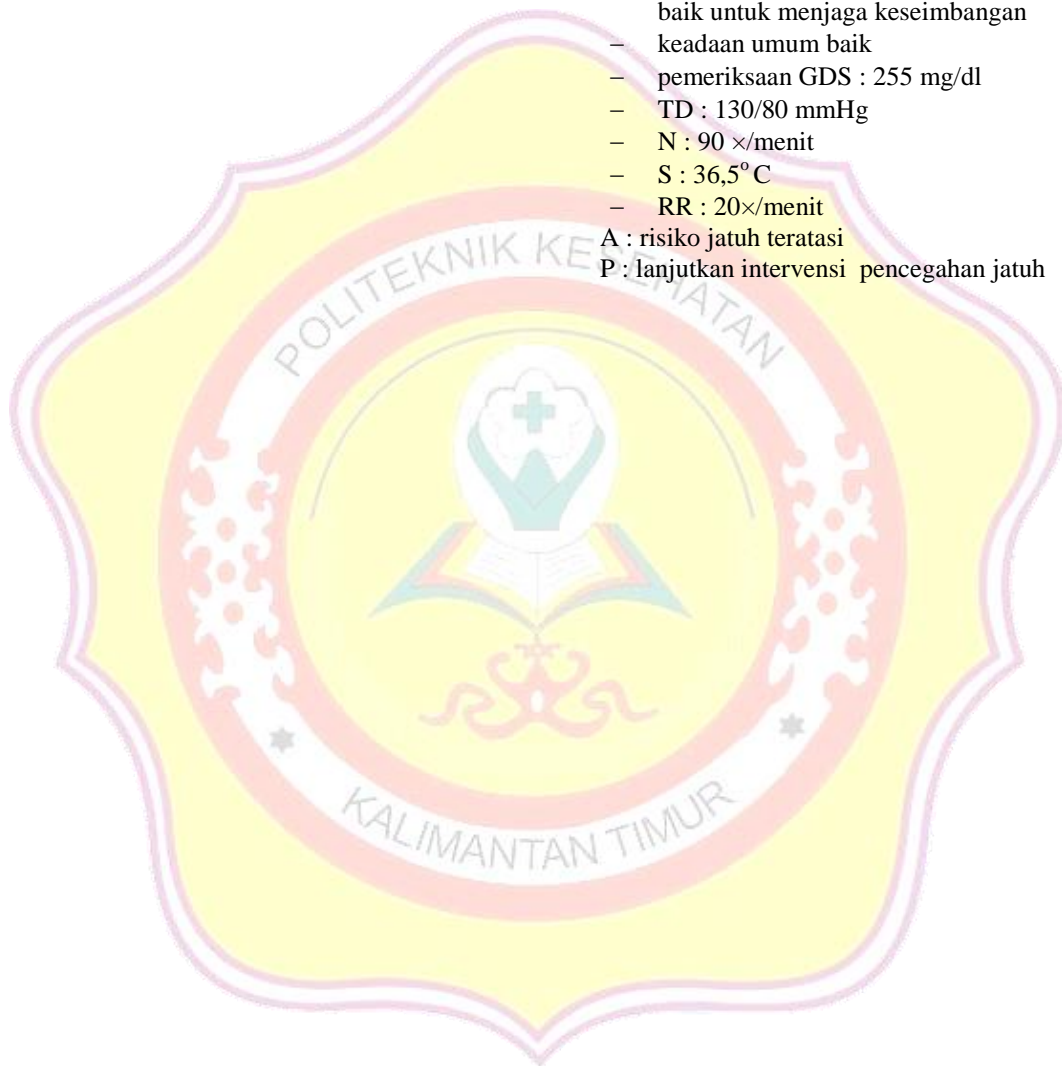 baik untuk menjaga keseimbangan
– keadaan umum baik
– pemeriksaan GDS : 255 mg/dl
– TD : 130/80 mmHg
– N : 90 ×/menit
– S : 36,5° C
– RR : 20×/menit
A : risiko jatuh teratasi
P : lanjutkan intervensi pencegahan jatuh
POLITEKNIK KESEHATAN
KALIMANTAN TIMUR